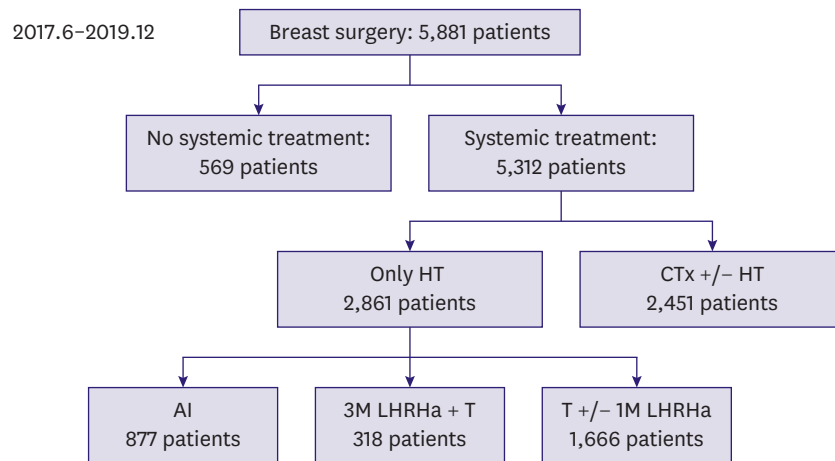 2017.6–2019.12
Breast surgery: 5,881 patients
No systemic treatment:
569 patients
Systemic treatment:
5,312 patients
Only HT
2,861 patients
CTx +/− HT
2,451 patients
AI
877 patients
3M LHRHa + T
318 patients
T +/− 1M LHRHa
1,666 patients